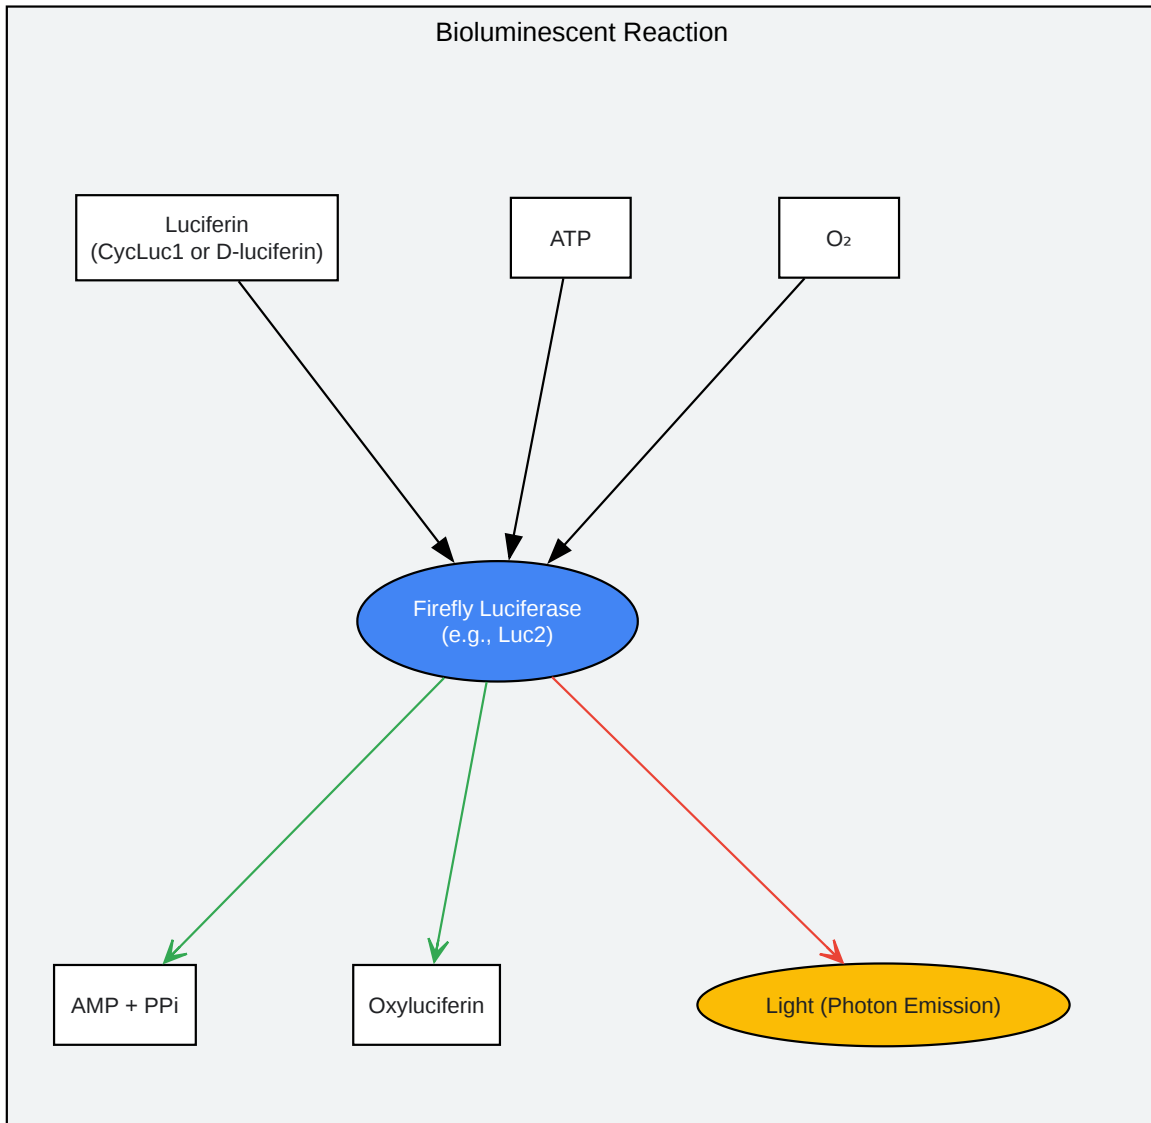 Bioluminescent Reaction
Luciferin
(CycLuc1 or D-luciferin)
ATP
O₂
Firefly Luciferase
(e.g., Luc2)
AMP + PPi
Oxyluciferin
Light (Photon Emission)